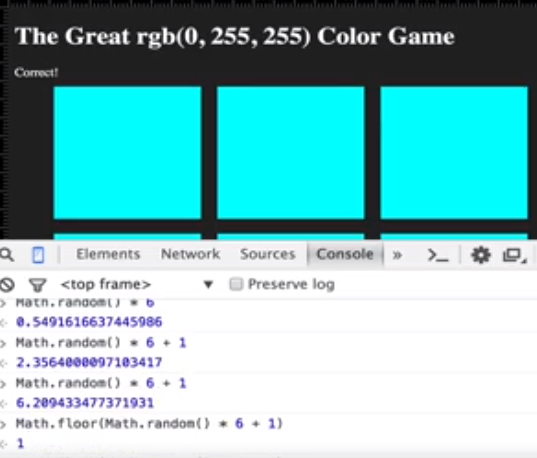 The Great rgb(0, 255, 255) Color Game
Correct!
Elements Network Sources Console »
<top frame> ▼ Preserve log
> Math.random() * 6
<· 0.5491616637445986
> Math.random() * 6 + 1
<· 2.3564000097103417
> Math.random() * 6 + 1
<· 6.209433477371931
> Math.floor(Math.random() * 6 + 1)
<· 1